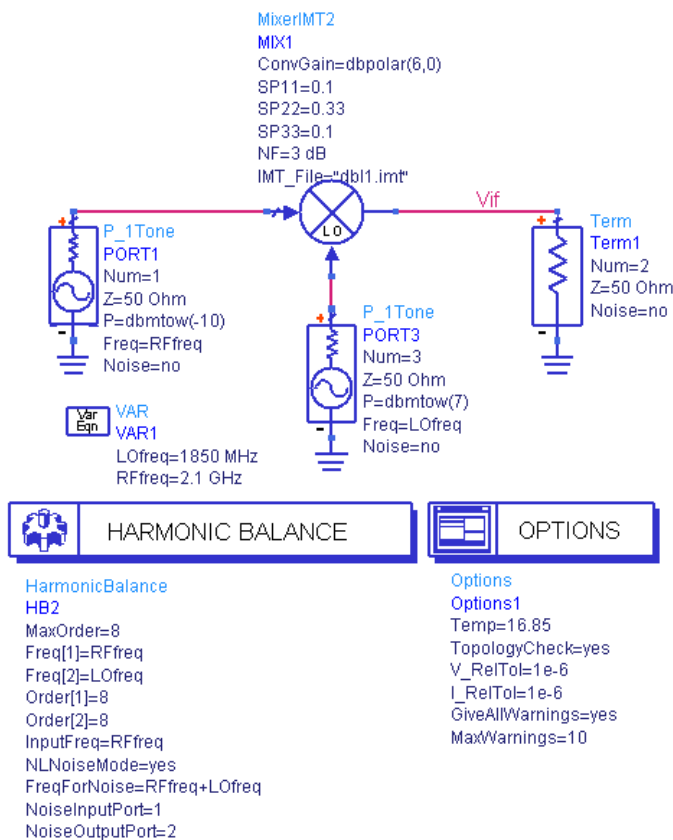 MixerIMT2
MIX1
ConvGain=dbpolar(6,0)
SP11=0.1
SP22=0.33
SP33=0.1
NF=3 dB
IMT_File="dbl1.imt"
LO
Vif
+
P_1Tone
PORT1
Num=1
Z=50 Ohm
P=dbmtow(-10)
Freq=RFfreq
Noise=no
-
+
Term
Term1
Num=2
Z=50 Ohm
Noise=no
-
+
P_1Tone
PORT3
Num=3
Z=50 Ohm
P=dbmtow(7)
Freq=LOfreq
Noise=no
-
Var
Eqn
VAR
VAR1
LOfreq=1850 MHz
RFfreq=2.1 GHz
HARMONIC BALANCE
HarmonicBalance
HB2
MaxOrder=8
Freq[1]=RFfreq
Freq[2]=LOfreq
Order[1]=8
Order[2]=8
InputFreq=RFfreq
NLNoiseMode=yes
FreqForNoise=RFfreq+LOfreq
NoiseInputPort=1
NoiseOutputPort=2
OPTIONS
Options
Options1
Temp=16.85
TopologyCheck=yes
V_RelTol=1e-6
I_RelTol=1e-6
GiveAllWarnings=yes
MaxWarnings=10